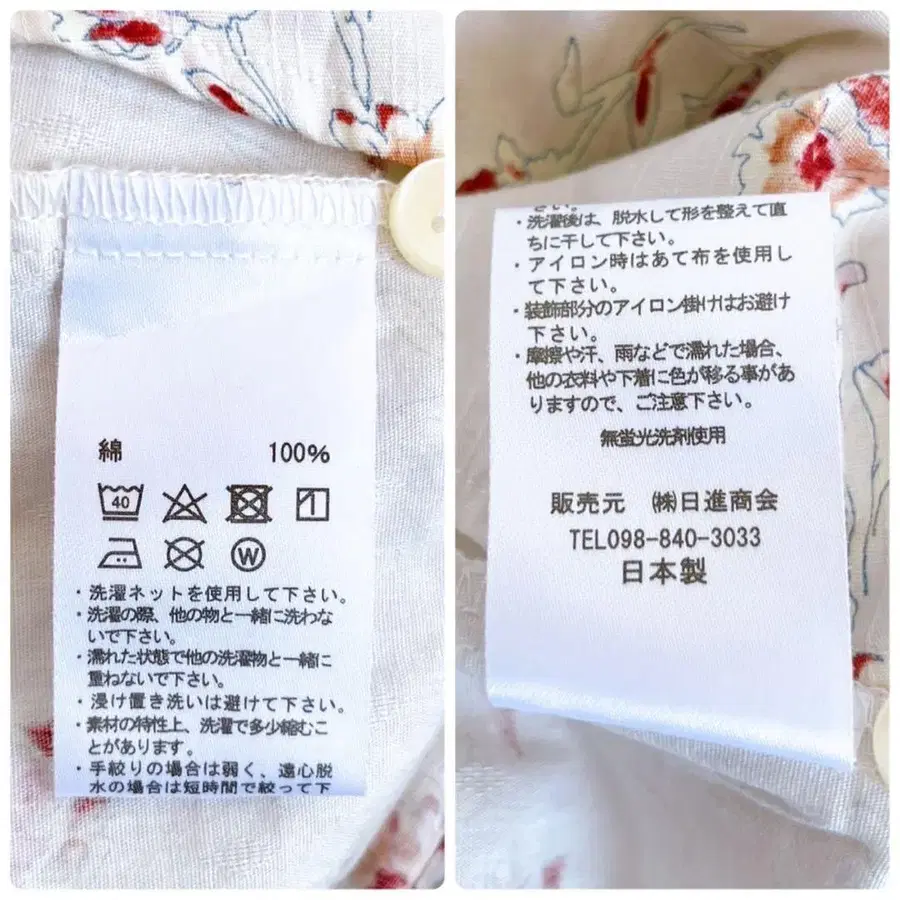 綿 100%
40
W
・洗濯ネットを使用して下さい。
・洗濯の際、他の物と一緒に洗わな
いで下さい。
・濡れた状態で他の洗濯物と一緒に
重ねないで下さい。
・浸け置き洗いは避けて下さい。
・素材の特性上、洗濯で多少縮むこ
とがあります。
・手絞りの場合は弱く、遠心脱
水の場合は短時間で絞って下
さい。
・洗濯後は、脱水して形を整えて直
ちに干して下さい。
・アイロン時はあて布を使用し
て下さい。
・装飾部分のアイロン掛けはお避け
下さい。
・摩擦や汗、雨などで濡れた場合、
他の衣料や下着に色が移る事があ
りますので、ご注意下さい。
無蛍光洗剤使用
販売元 ㈱日進商会
TEL098-840-3033
日本製